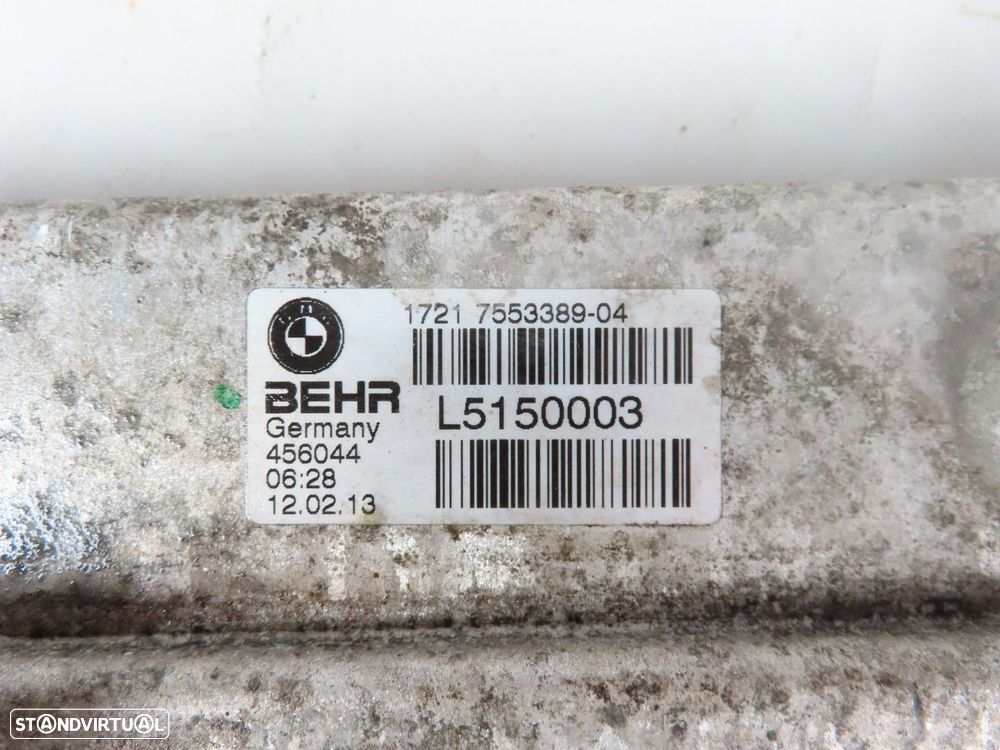 1721 7553389-04
BEHR
L5150003
Germany
456044
06:28
12.02.13
STANDVIRTUAL